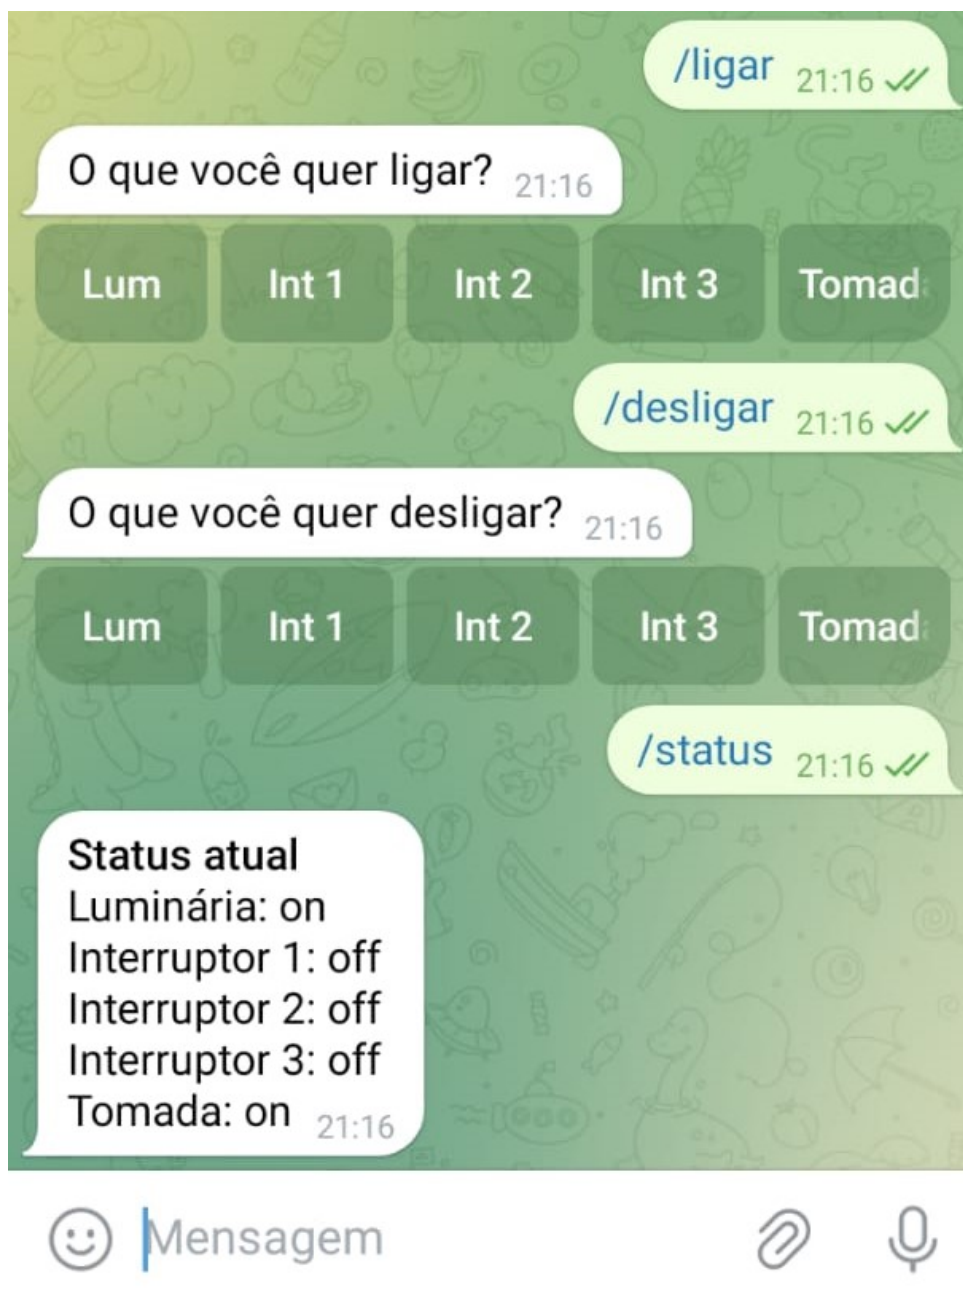 /ligar 21:16
O que você quer ligar? 21:16
Lum Int 1 Int 2 Int 3 Tomad
/desligar 21:16
O que você quer desligar? 21:16
Lum Int 1 Int 2 Int 3 Tomad
/status 21:16
Status atual
Luminária: on
Interruptor 1: off
Interruptor 2: off
Interruptor 3: off
Tomada: on 21:16
Mensagem